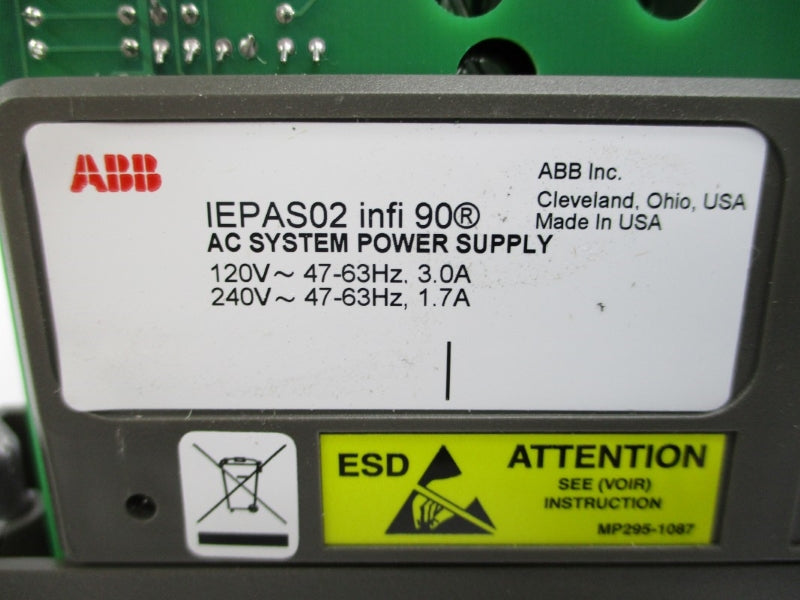 ABB
ABB Inc.
Cleveland, Ohio, USA
Made In USA
IEPAS02 infi 90®
AC SYSTEM POWER SUPPLY
120V~ 47-63Hz, 3.0A
240V~ 47-63Hz, 1.7A
ESD
ATTENTION
SEE (VOIR)
INSTRUCTION
MP295-1087